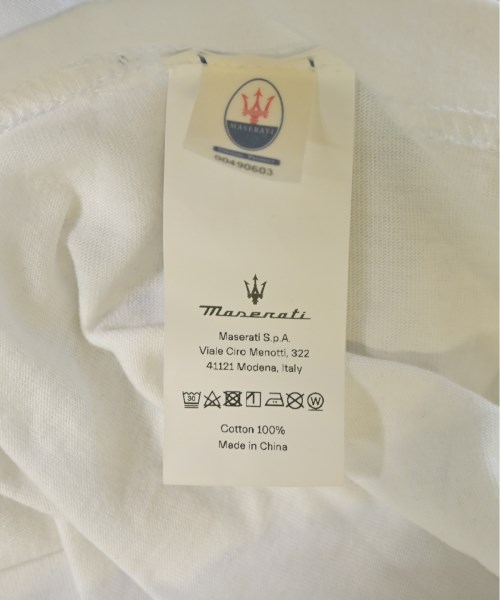 MASERATI
00490603
Maserati
Maserati S.p.A.
Viale Ciro Menotti, 322
41121 Modena, Italy
30 W
Cotton 100%
Made in China